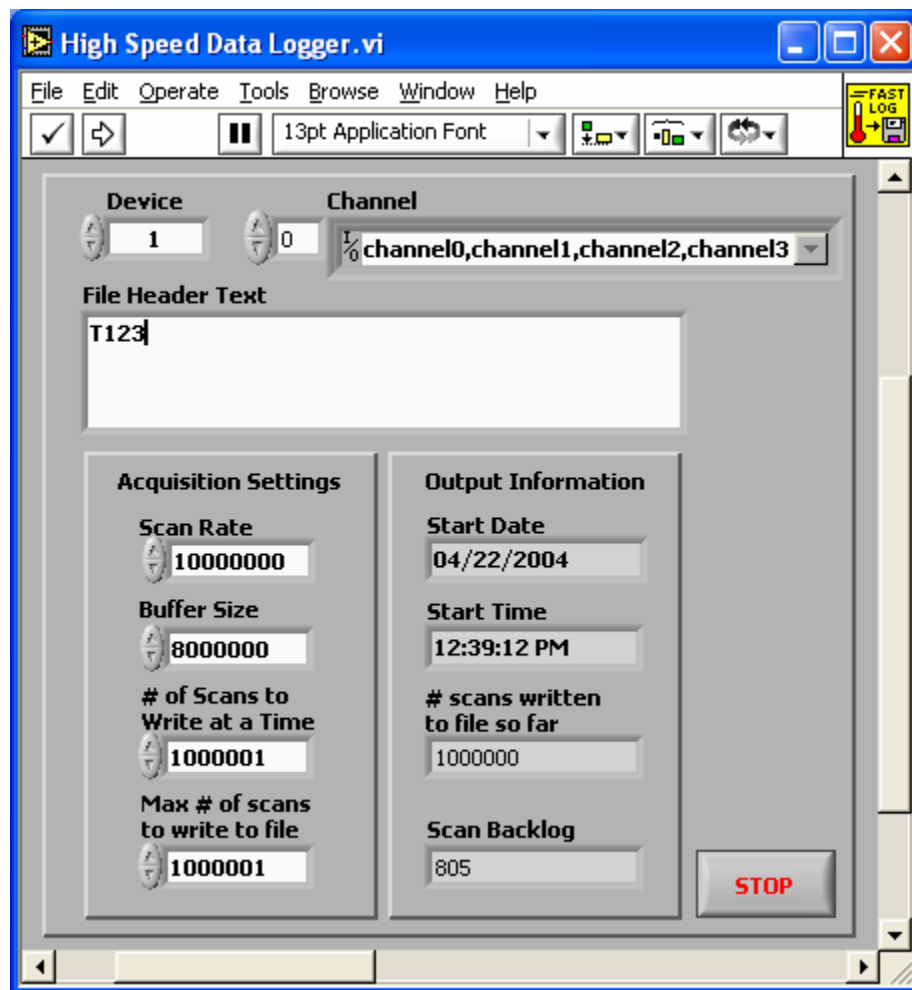 High Speed Data Logger.vi
File Edit Operate Tools Browse Window Help
FAST
LOG
13pt Application Font
Device
Channel
1
0
I/O
channel0,channel1,channel2,channel3
File Header Text
T123
Acquisition Settings
Scan Rate
10000000
Buffer Size
8000000
# of Scans to
Write at a Time
1000001
Max # of scans
to write to file
1000001
Output Information
Start Date
04/22/2004
Start Time
12:39:12 PM
# scans written
to file so far
1000000
Scan Backlog
805
STOP